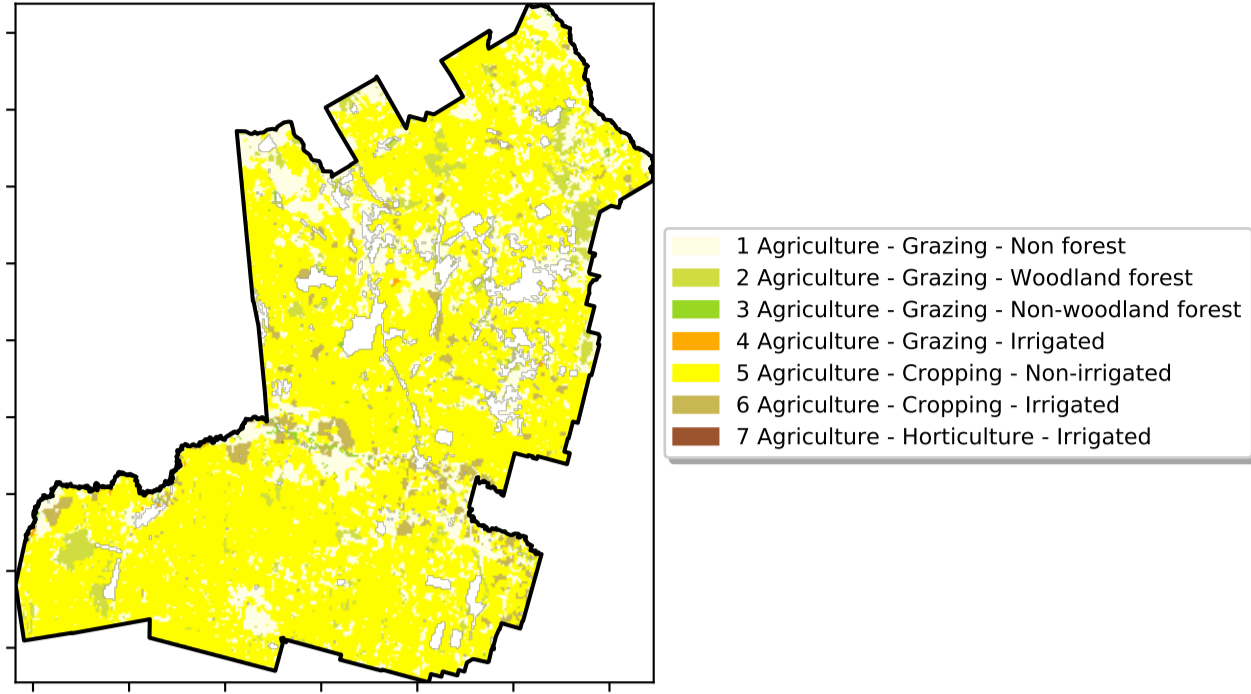 1 Agriculture - Grazing - Non forest
2 Agriculture - Grazing - Woodland forest
3 Agriculture - Grazing - Non-woodland forest
4 Agriculture - Grazing - Irrigated
5 Agriculture - Cropping - Non-irrigated
6 Agriculture - Cropping - Irrigated
7 Agriculture - Horticulture - Irrigated